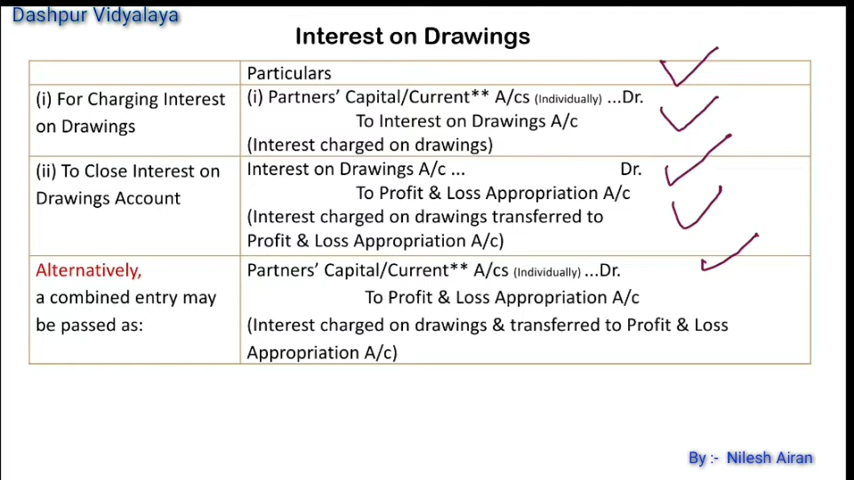 Dashpur Vidyalaya
Interest on Drawings
Particulars
(i) For Charging Interest on Drawings
(i) Partners' Capital/Current** A/cs (Individually) ...Dr.
To Interest on Drawings A/c
(Interest charged on drawings)
(ii) To Close Interest on Drawings Account
Interest on Drawings A/c ... Dr.
To Profit & Loss Appropriation A/c
(Interest charged on drawings transferred to
Profit & Loss Appropriation A/c)
Alternatively,
a combined entry may
be passed as:
Partners' Capital/Current** A/cs (Individually) ...Dr.
To Profit & Loss Appropriation A/c
(Interest charged on drawings & transferred to Profit & Loss
Appropriation A/c)
By :- Nilesh Airan